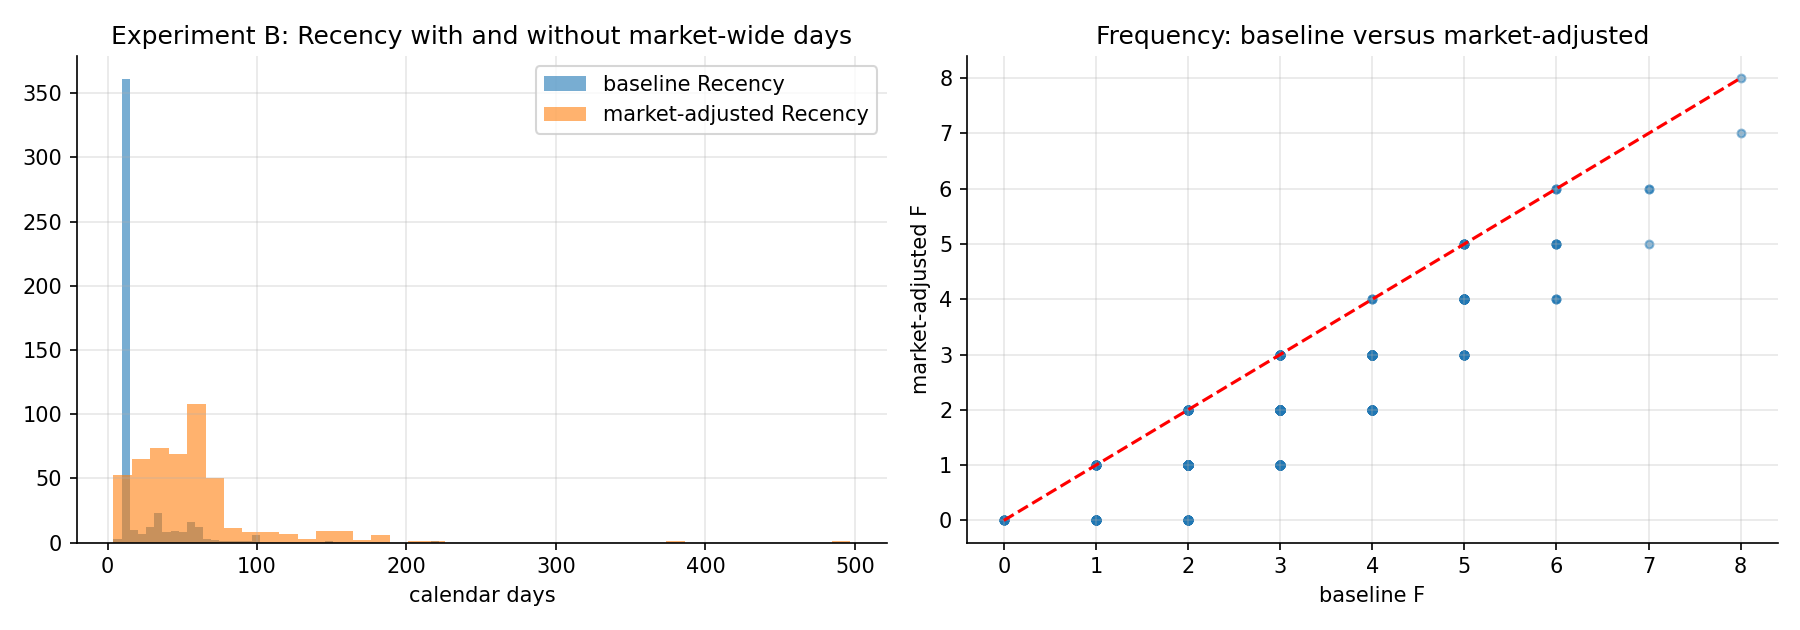 Experiment B: Recency with and without market-wide days
baseline Recency
market-adjusted Recency
350
300
250
200
150
100
50
0
0 100 200 300 400 500
calendar days
Frequency: baseline versus market-adjusted
market-adjusted F
8
7
6
5
4
3
2
1
0
0 1 2 3 4 5 6 7 8
baseline F